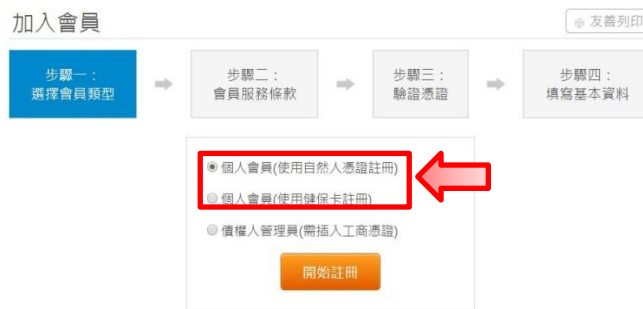 加入會員
友善列印
步驟一：
選擇會員類型
步驟二：
會員服務條款
步驟三：
驗證憑證
步驟四：
填寫基本資料
個人會員(使用自然人憑證註冊)
個人會員(使用健保卡註冊)
債權人管理員(需插入工商憑證)
開始註冊